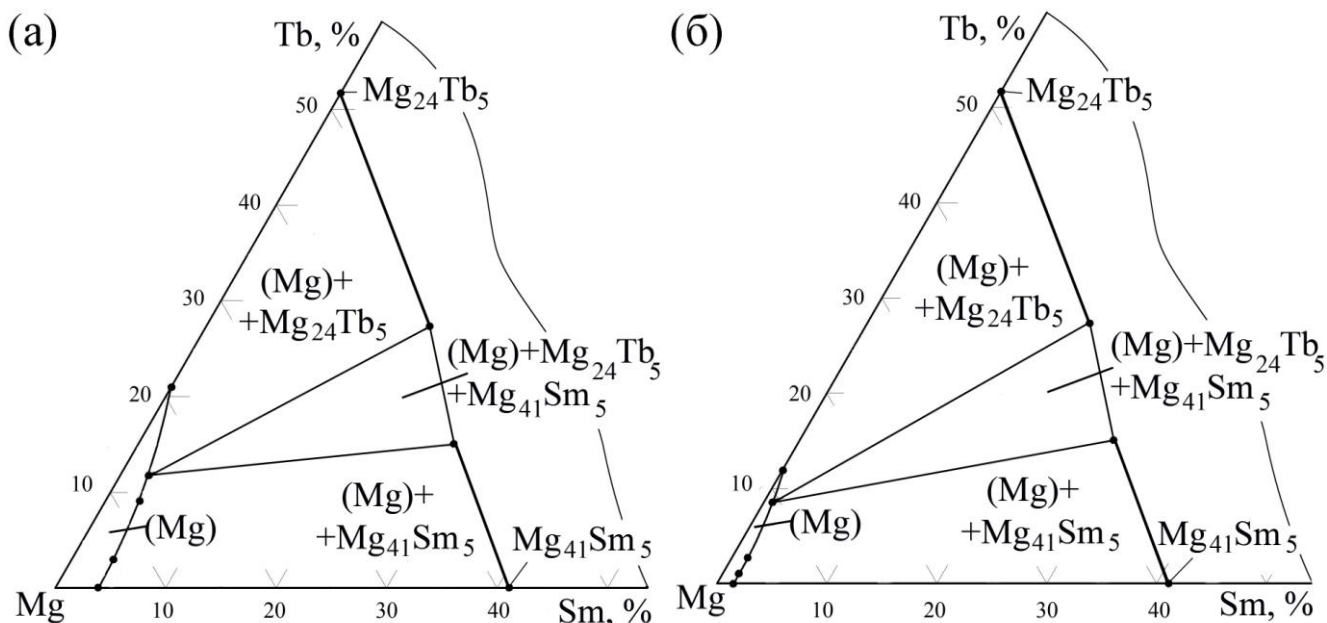 (а)
Tb, %
Mg₂₄Tb₅
50
40
(Mg)+
+Mg₂₄Tb₅
30
(Mg)+Mg₂₄Tb₅
+Mg₄₁Sm₅
20
10
(Mg)
(Mg)+
+Mg₄₁Sm₅
Mg₄₁Sm₅
Mg
10
20
30
40
Sm, %
(б)
Tb, %
Mg₂₄Tb₅
50
40
(Mg)+
+Mg₂₄Tb₅
30
(Mg)+Mg₂₄Tb₅
+Mg₄₁Sm₅
20
10
(Mg)
(Mg)+
+Mg₄₁Sm₅
Mg₄₁Sm₅
Mg
10
20
30
40
Sm, %